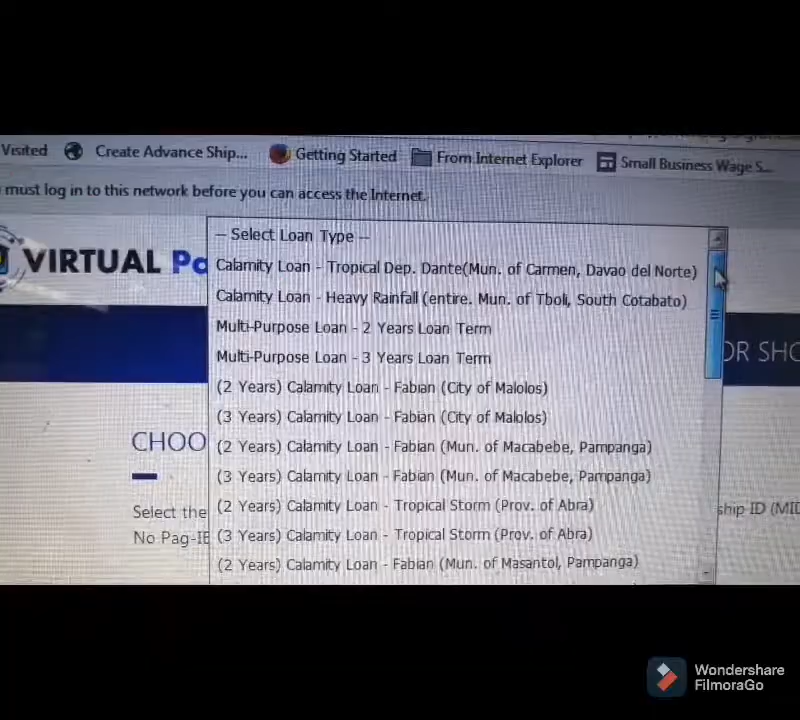 Visited Create Advance Ship... Getting Started From Internet Explorer Small Business Wage S...
must log in to this network before you can access the Internet.
-- Select Loan Type --
VIRTUAL Pa
Calamity Loan - Tropical Dep. Dante(Mun. of Carmen, Davao del Norte)
Calamity Loan - Heavy Rainfall (entire. Mun. of Tboli, South Cotabato)
Multi-Purpose Loan - 2 Years Loan Term
OR SHO
Multi-Purpose Loan - 3 Years Loan Term
(2 Years) Calamity Loan - Fabian (City of Malolos)
(3 Years) Calamity Loan - Fabian (City of Malolos)
CHOO
(2 Years) Calamity Loan - Fabian (Mun. of Macabebe, Pampanga)
(3 Years) Calamity Loan - Fabian (Mun. of Macabebe, Pampanga)
Select the
(2 Years) Calamity Loan - Tropical Storm (Prov. of Abra)
ship ID (MID
No Pag-IB
(3 Years) Calamity Loan - Tropical Storm (Prov. of Abra)
(2 Years) Calamity Loan - Fabian (Mun. of Masantol, Pampanga)
Wondershare
FilmoraGo